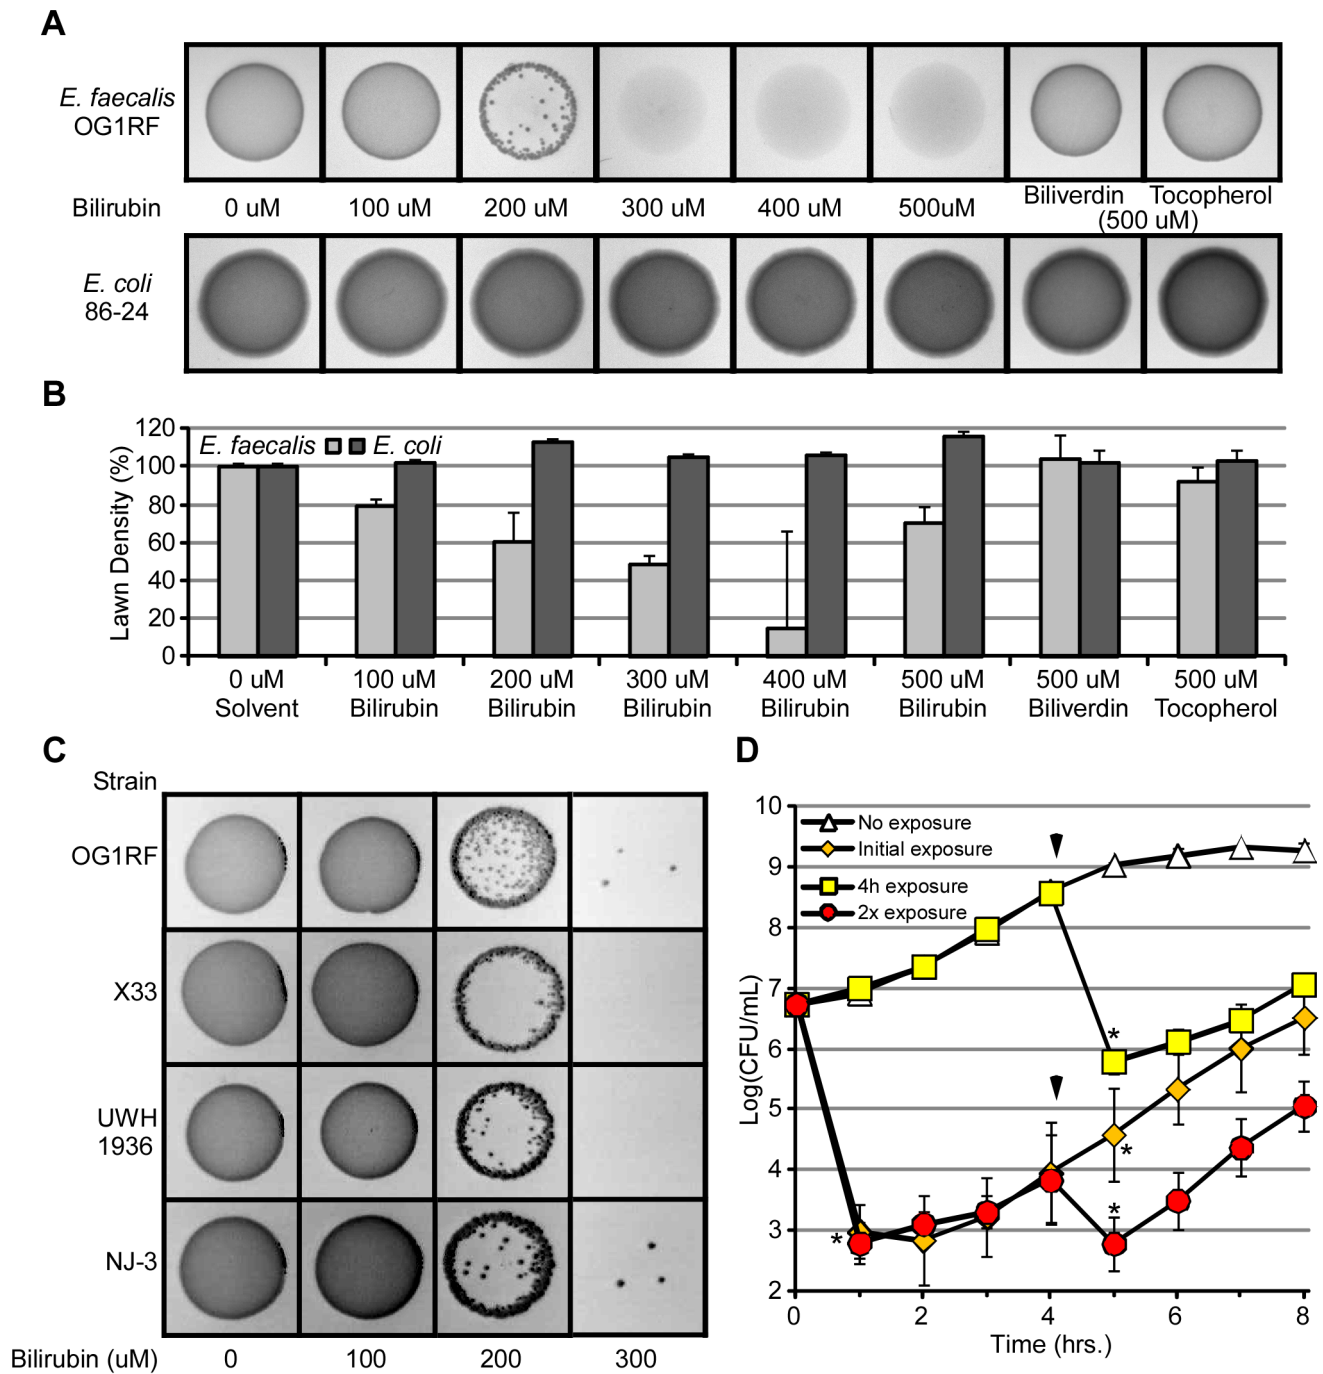 A
E. faecalis
OG1RF
Bilirubin 0 uM 100 uM 200 uM 300 uM 400 uM 500uM Biliverdin Tocopherol
(500 uM)
E. coli
86-24
B
Lawn Density (%)
120
100
80
60
40
20
0
E. faecalis E. coli
0 uM 100 uM 200 uM 300 uM 400 uM 500 uM 500 uM 500 uM
Solvent Bilirubin Bilirubin Bilirubin Bilirubin Bilirubin Biliverdin Tocopherol
C
Strain
OG1RF
X33
UWH
1936
NJ-3
Bilirubin (uM) 0 100 200 300
D
Log(CFU/mL)
10
9
8
7
6
5
4
3
2
No exposure
Initial exposure
4h exposure
2x exposure
*
*
*
*
0 2 4 6 8
Time (hrs.)